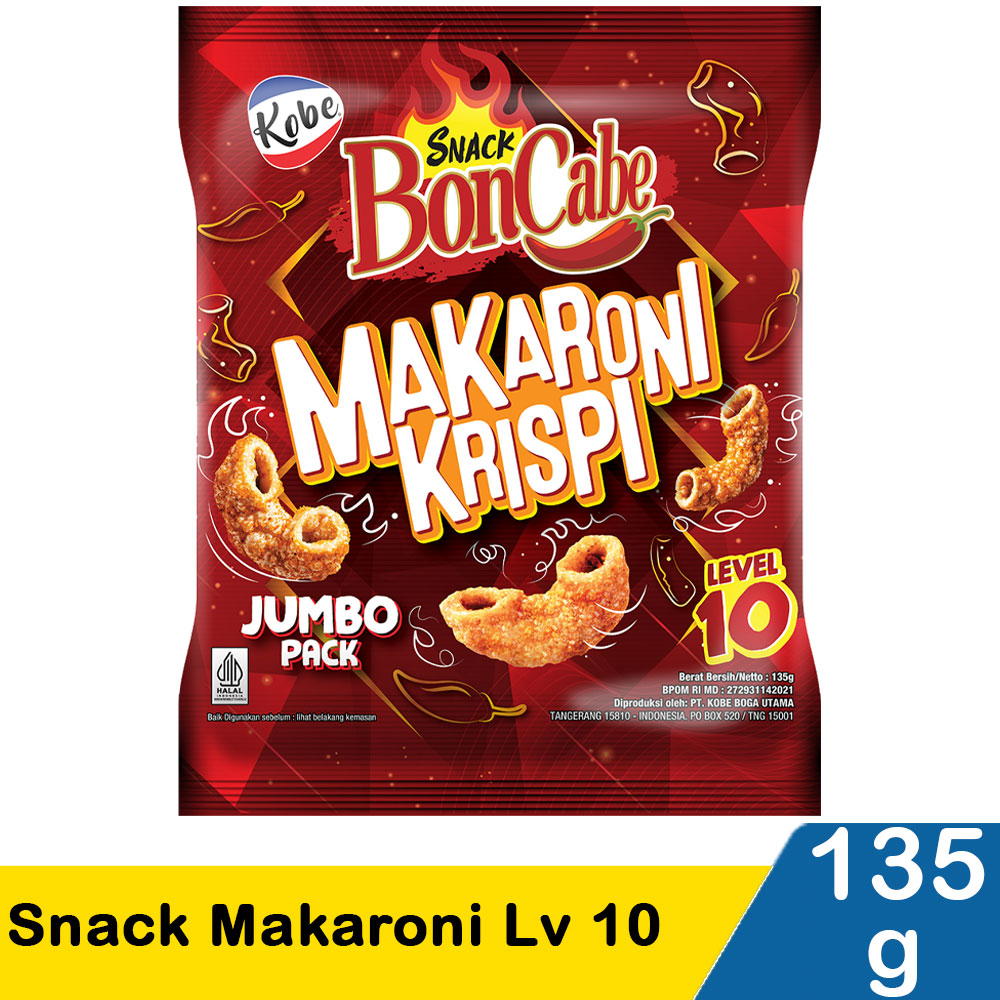 Kobe
SNACK
BonCabe
MAKARONI
KRISPI
LEVEL
10
JUMBO
PACK
HALAL
INDONESIA
Berat Bersih/Netto : 135g
BPOM RI MD : 272931142021
Diproduksi oleh: PT. KOBE BOGA UTAMA
TANGERANG 15810 - INDONESIA. PO BOX 520 / TNG 15001
Baik Digunakan sebelum : lihat belakang kemasan
Snack Makaroni Lv 10
135
g